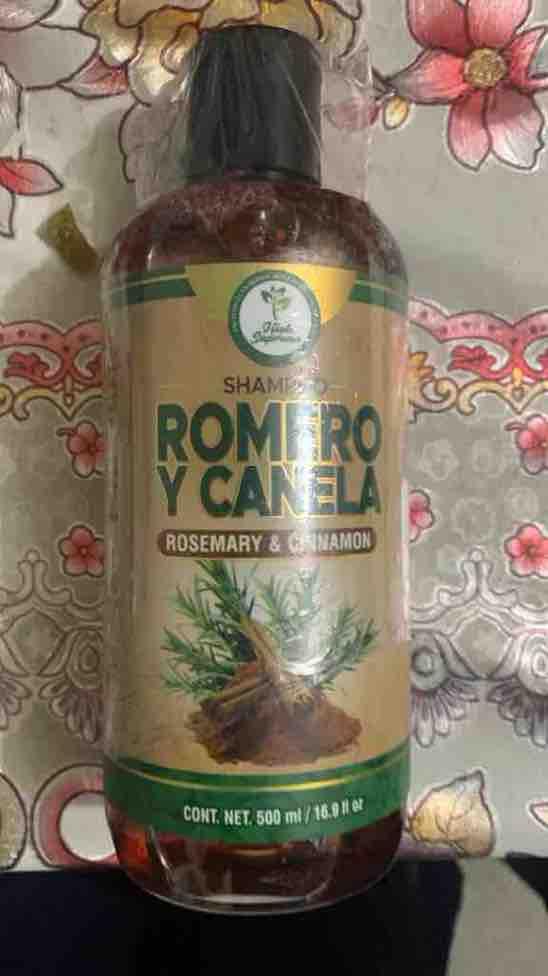 SHAMPOO
ROMERO
Y CANELA
ROSEMARY & CINNAMON
CONT. NET. 500 ml / 16.9 fl oz